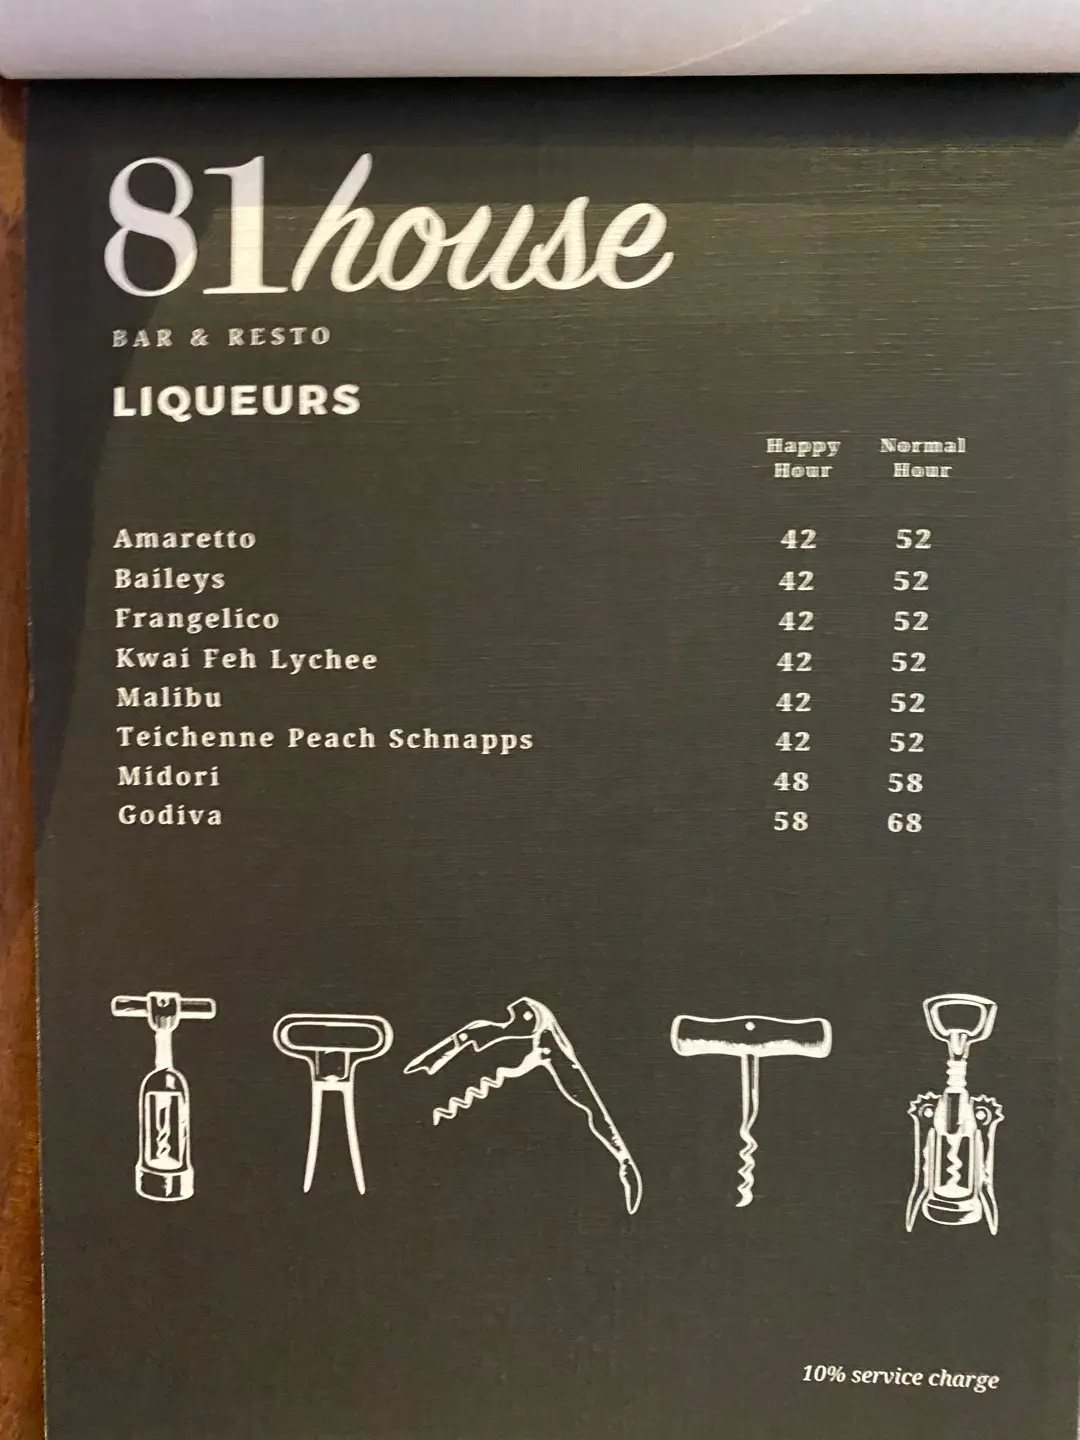 81house
BAR & RESTO
LIQUEURS
Happy Hour Normal Hour
Amaretto 42 52
Baileys 42 52
Frangelico 42 52
Kwai Feh Lychee 42 52
Malibu 42 52
Teichenne Peach Schnapps 42 52
Midori 48 58
Godiva 58 68
10% service charge